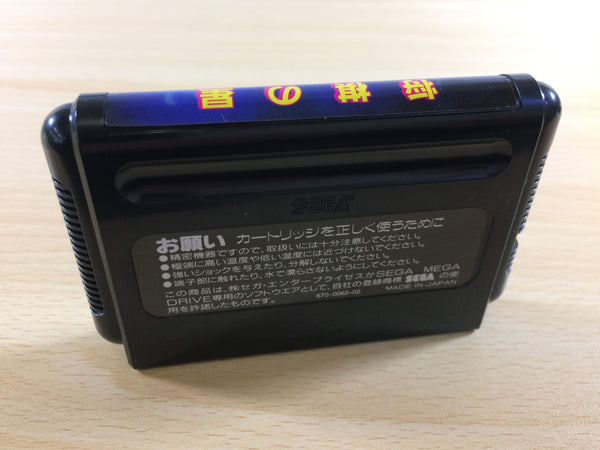 の
SEGA
お願い カートリッジを正しく使うために
●精密機器ですので、取扱いには十分注意してください。
●極端に高い温度や低い温度には近づけないでください。
●強いショックを与えたり、分解しないでください。
●端子部に触れたり、水で濡らさないようにしてください。
この商品は、㈱セガ・エンタープライゼスがSEGA MEGA
DRIVE専用のソフトウエアとして、自社の登録商標 SEGA の使
用を許諾したものです。
670-0062-02
MADE IN JAPAN